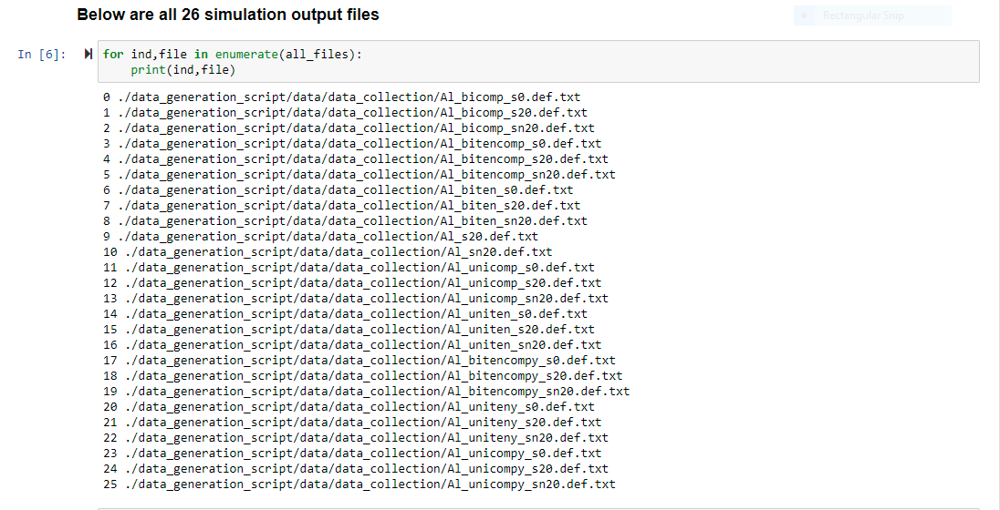 Rectangular Snip
Below are all 26 simulation output files
In [6]:
for ind,file in enumerate(all_files):
    print(ind,file)
0 ./data_generation_script/data/data_collection/Al_bicomp_s0.def.txt
1 ./data_generation_script/data/data_collection/Al_bicomp_s20.def.txt
2 ./data_generation_script/data/data_collection/Al_bicomp_sn20.def.txt
3 ./data_generation_script/data/data_collection/Al_bitencomp_s0.def.txt
4 ./data_generation_script/data/data_collection/Al_bitencomp_s20.def.txt
5 ./data_generation_script/data/data_collection/Al_bitencomp_sn20.def.txt
6 ./data_generation_script/data/data_collection/Al_biten_s0.def.txt
7 ./data_generation_script/data/data_collection/Al_biten_s20.def.txt
8 ./data_generation_script/data/data_collection/Al_biten_sn20.def.txt
9 ./data_generation_script/data/data_collection/Al_s20.def.txt
10 ./data_generation_script/data/data_collection/Al_sn20.def.txt
11 ./data_generation_script/data/data_collection/Al_unicomp_s0.def.txt
12 ./data_generation_script/data/data_collection/Al_unicomp_s20.def.txt
13 ./data_generation_script/data/data_collection/Al_unicomp_sn20.def.txt
14 ./data_generation_script/data/data_collection/Al_uniten_s0.def.txt
15 ./data_generation_script/data/data_collection/Al_uniten_s20.def.txt
16 ./data_generation_script/data/data_collection/Al_uniten_sn20.def.txt
17 ./data_generation_script/data/data_collection/Al_bitencompy_s0.def.txt
18 ./data_generation_script/data/data_collection/Al_bitencompy_s20.def.txt
19 ./data_generation_script/data/data_collection/Al_bitencompy_sn20.def.txt
20 ./data_generation_script/data/data_collection/Al_uniteny_s0.def.txt
21 ./data_generation_script/data/data_collection/Al_uniteny_s20.def.txt
22 ./data_generation_script/data/data_collection/Al_uniteny_sn20.def.txt
23 ./data_generation_script/data/data_collection/Al_unicompy_s0.def.txt
24 ./data_generation_script/data/data_collection/Al_unicompy_s20.def.txt
25 ./data_generation_script/data/data_collection/Al_unicompy_sn20.def.txt